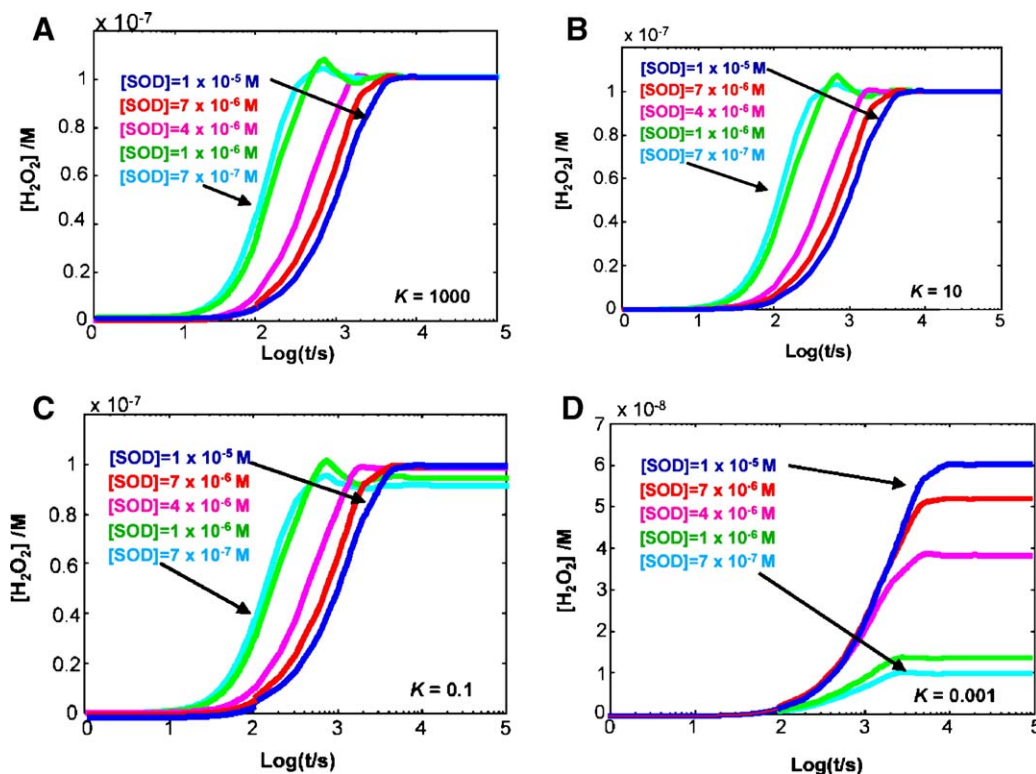 A
x 10-7
[SOD]=1 x 10-5 M
[SOD]=7 x 10-6 M
[SOD]=4 x 10-6 M
[SOD]=1 x 10-6 M
[SOD]=7 x 10-7 M
[H2O2] /M
1
0.8
0.6
0.4
0.2
0
K = 1000
0 1 2 3 4 5
Log(t/s)
B
x 10-7
[SOD]=1 x 10-5 M
[SOD]=7 x 10-6 M
[SOD]=4 x 10-6 M
[SOD]=1 x 10-6 M
[SOD]=7 x 10-7 M
[H2O2] /M
1
0.8
0.6
0.4
0.2
0
K = 10
0 1 2 3 4 5
Log(t/s)
C
x 10-7
[SOD]=1 x 10-5 M
[SOD]=7 x 10-6 M
[SOD]=4 x 10-6 M
[SOD]=1 x 10-6 M
[SOD]=7 x 10-7 M
[H2O2] /M
1
0.8
0.6
0.4
0.2
0
K = 0.1
0 1 2 3 4 5
Log(t/s)
D
x 10-8
[SOD]=1 x 10-5 M
[SOD]=7 x 10-6 M
[SOD]=4 x 10-6 M
[SOD]=1 x 10-6 M
[SOD]=7 x 10-7 M
[H2O2] /M
7
6
5
4
3
2
1
0
K = 0.001
0 1 2 3 4 5
Log(t/s)